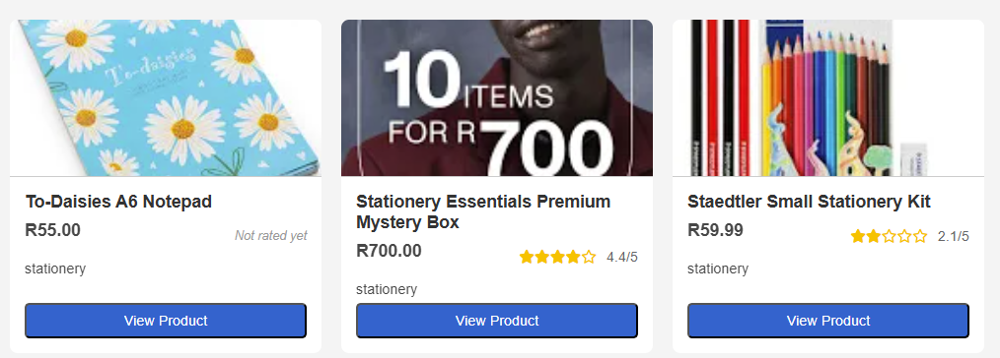 To-daisies
10 ITEMS
FOR R700
To-Daisies A6 Notepad
R55.00
Not rated yet
stationery
View Product
Stationery Essentials Premium
Mystery Box
R700.00
4.4/5
stationery
View Product
Staedtler Small Stationery Kit
R59.99
2.1/5
stationery
View Product